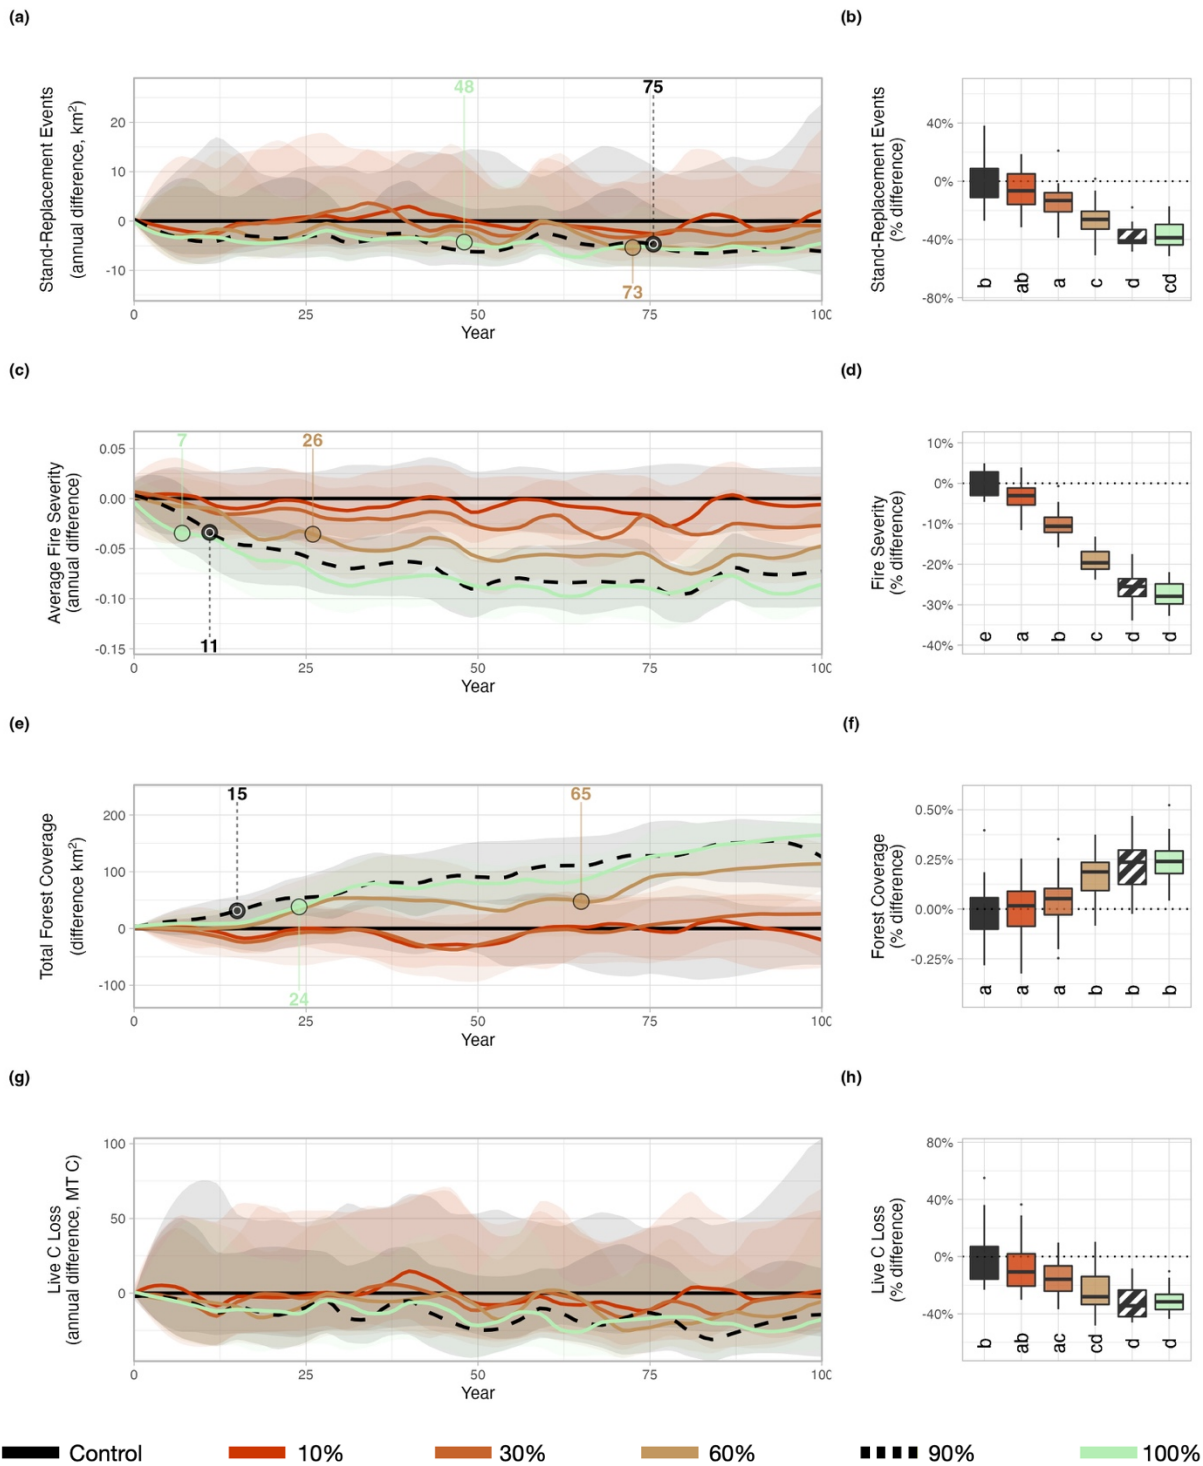 (a)
(b)
Stand-Replacement Events
(annual difference, km²)
20
10
0
-10
48
75
73
0
25
50
75
100
Year
Stand-Replacement Events
(% difference)
40%
0%
-40%
-80%
b
ab
a
c
d
cd
(c)
(d)
Average Fire Severity
(annual difference)
0.05
0.00
-0.05
-0.10
-0.15
7
26
11
0
25
50
75
100
Year
Fire Severity
(% difference)
10%
0%
-10%
-20%
-30%
-40%
e
a
b
c
d
d
(e)
(f)
Total Forest Coverage
(difference km²)
200
100
0
-100
15
65
24
0
25
50
75
100
Year
Forest Coverage
(% difference)
0.50%
0.25%
0.00%
-0.25%
a
a
a
b
b
b
(g)
(h)
Live C Loss
(annual difference, MT C)
100
50
0
0
25
50
75
100
Year
Live C Loss
(% difference)
80%
40%
0%
-40%
b
ab
ac
cd
d
d
Control 10% 30% 60% 90% 100%